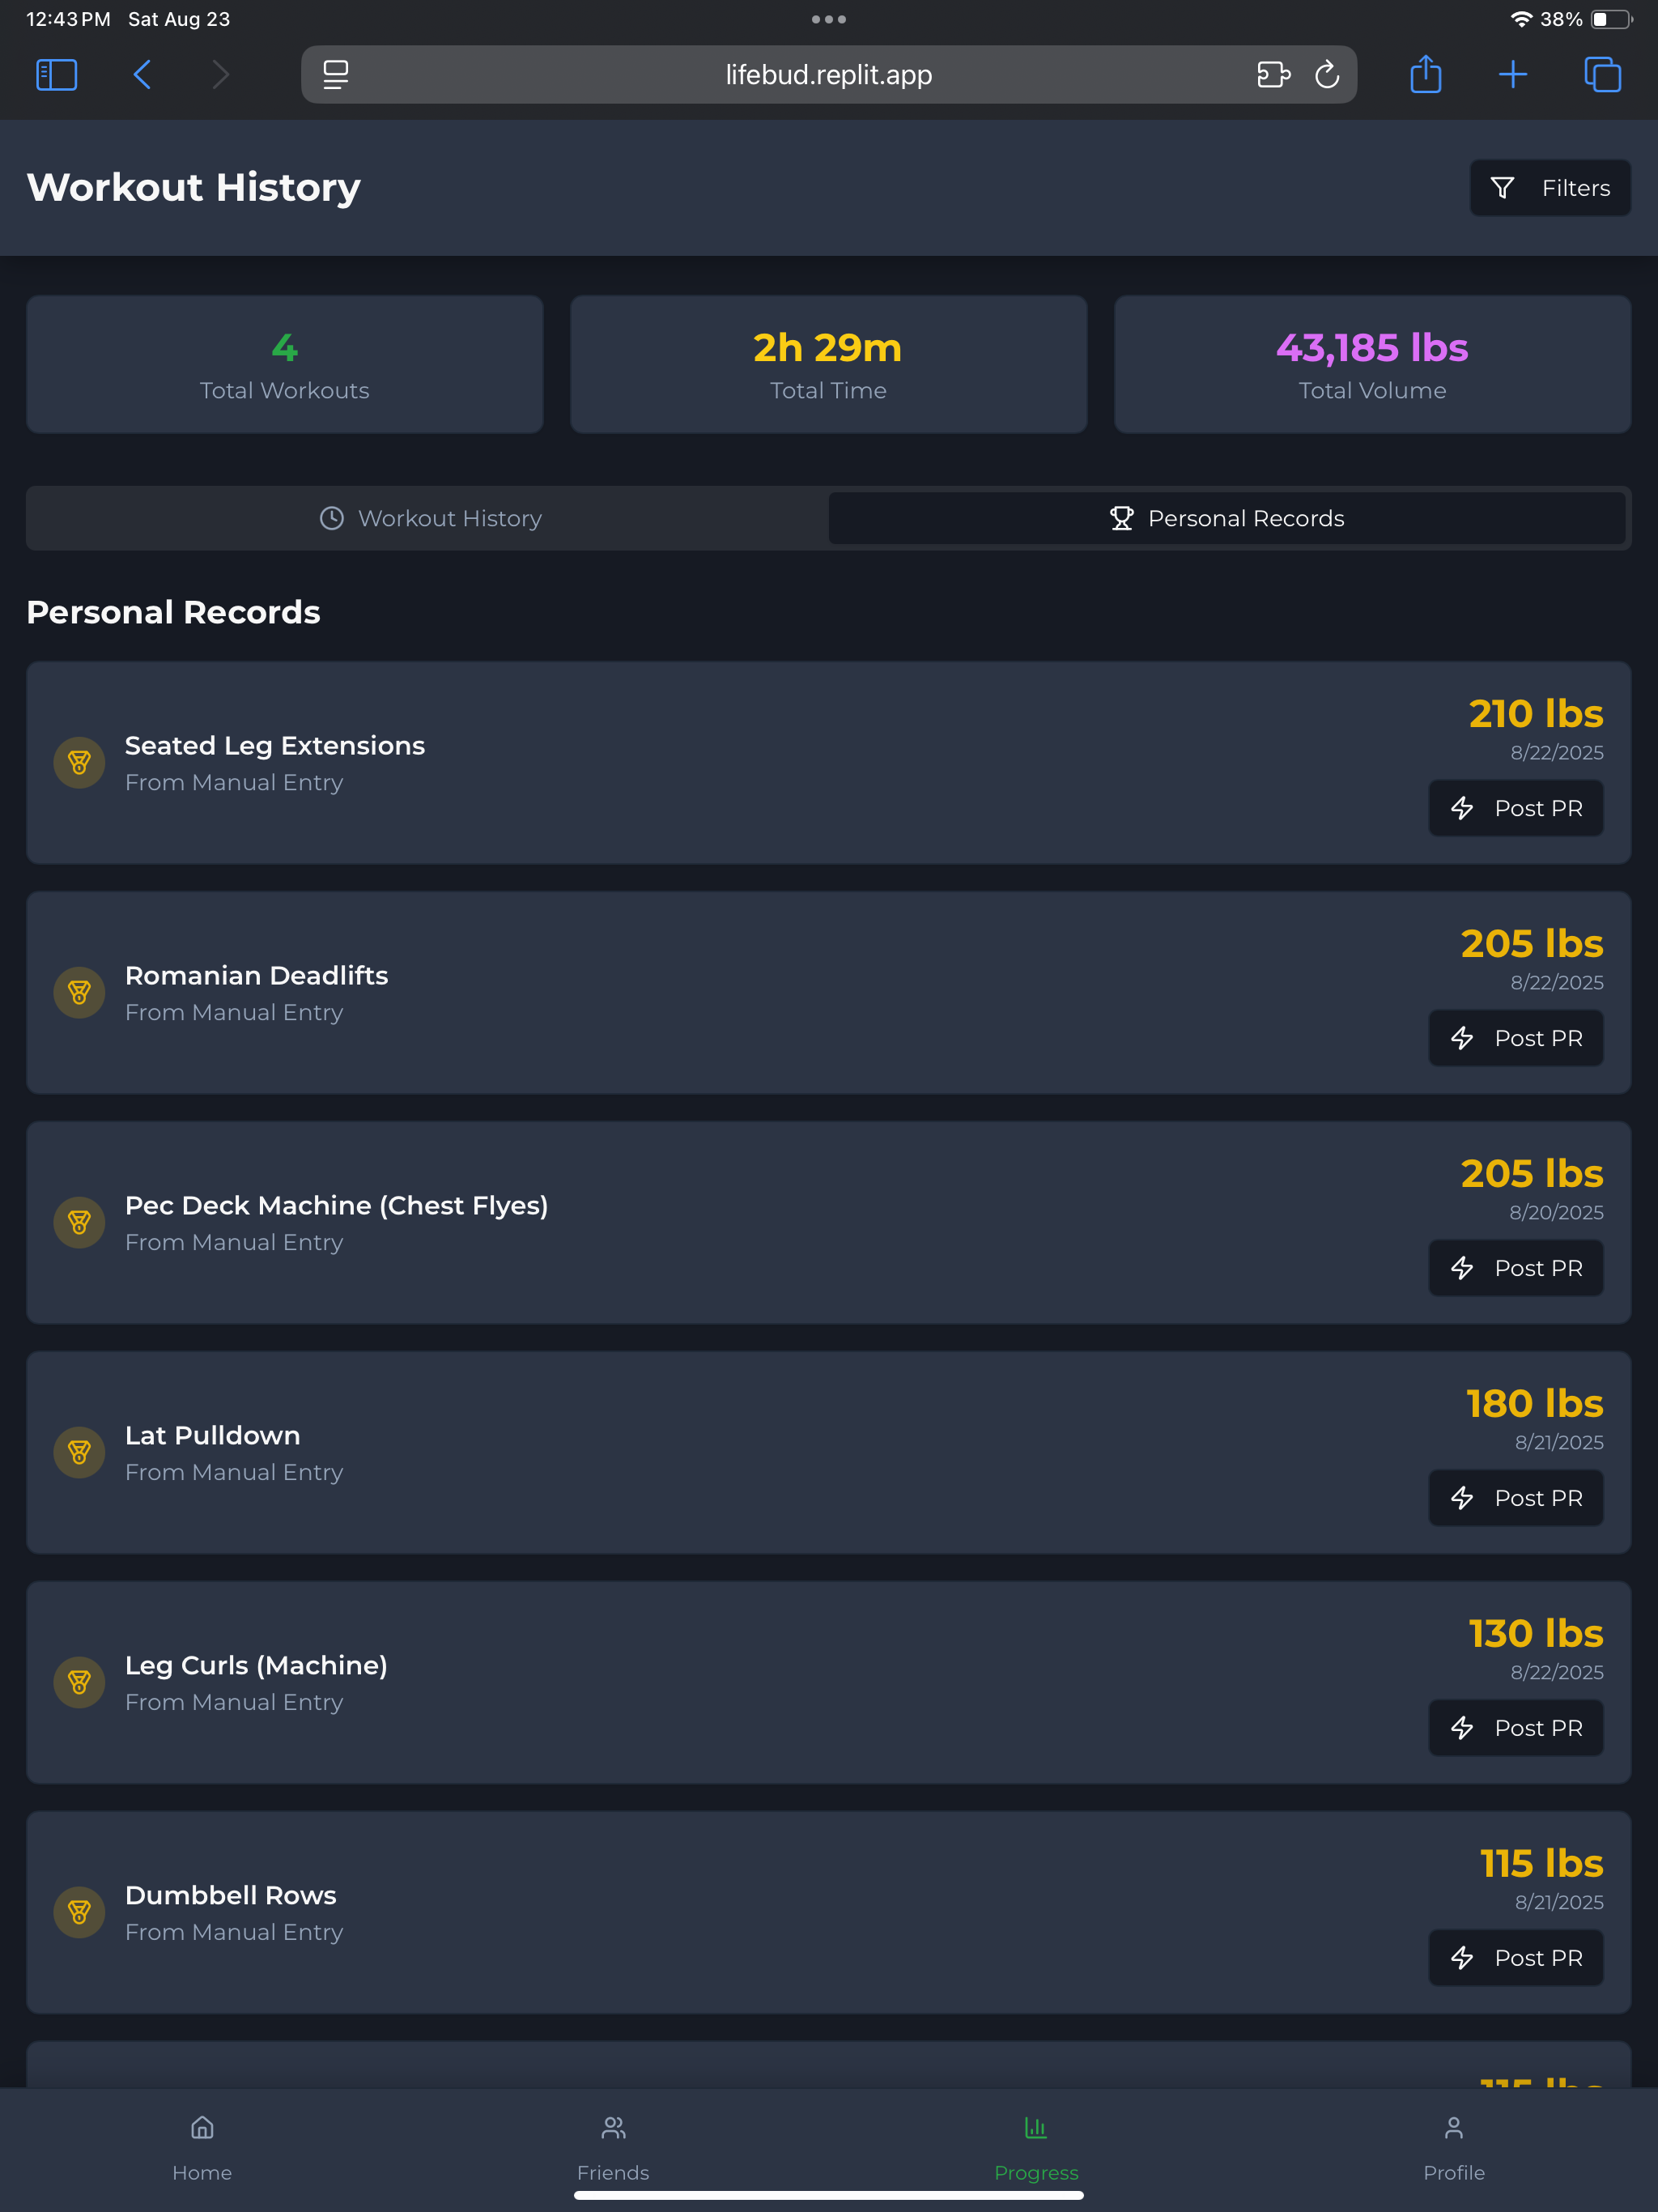 12:43 PM Sat Aug 23
38%
lifebud.replit.app
Workout History
Filters
4
Total Workouts
2h 29m
Total Time
43,185 lbs
Total Volume
Workout History
Personal Records
Personal Records
Seated Leg Extensions
From Manual Entry
210 lbs
8/22/2025
Post PR
Romanian Deadlifts
From Manual Entry
205 lbs
8/22/2025
Post PR
Pec Deck Machine (Chest Flyes)
From Manual Entry
205 lbs
8/20/2025
Post PR
Lat Pulldown
From Manual Entry
180 lbs
8/21/2025
Post PR
Leg Curls (Machine)
From Manual Entry
130 lbs
8/22/2025
Post PR
Dumbbell Rows
From Manual Entry
115 lbs
8/21/2025
Post PR
Home
Friends
Progress
Profile